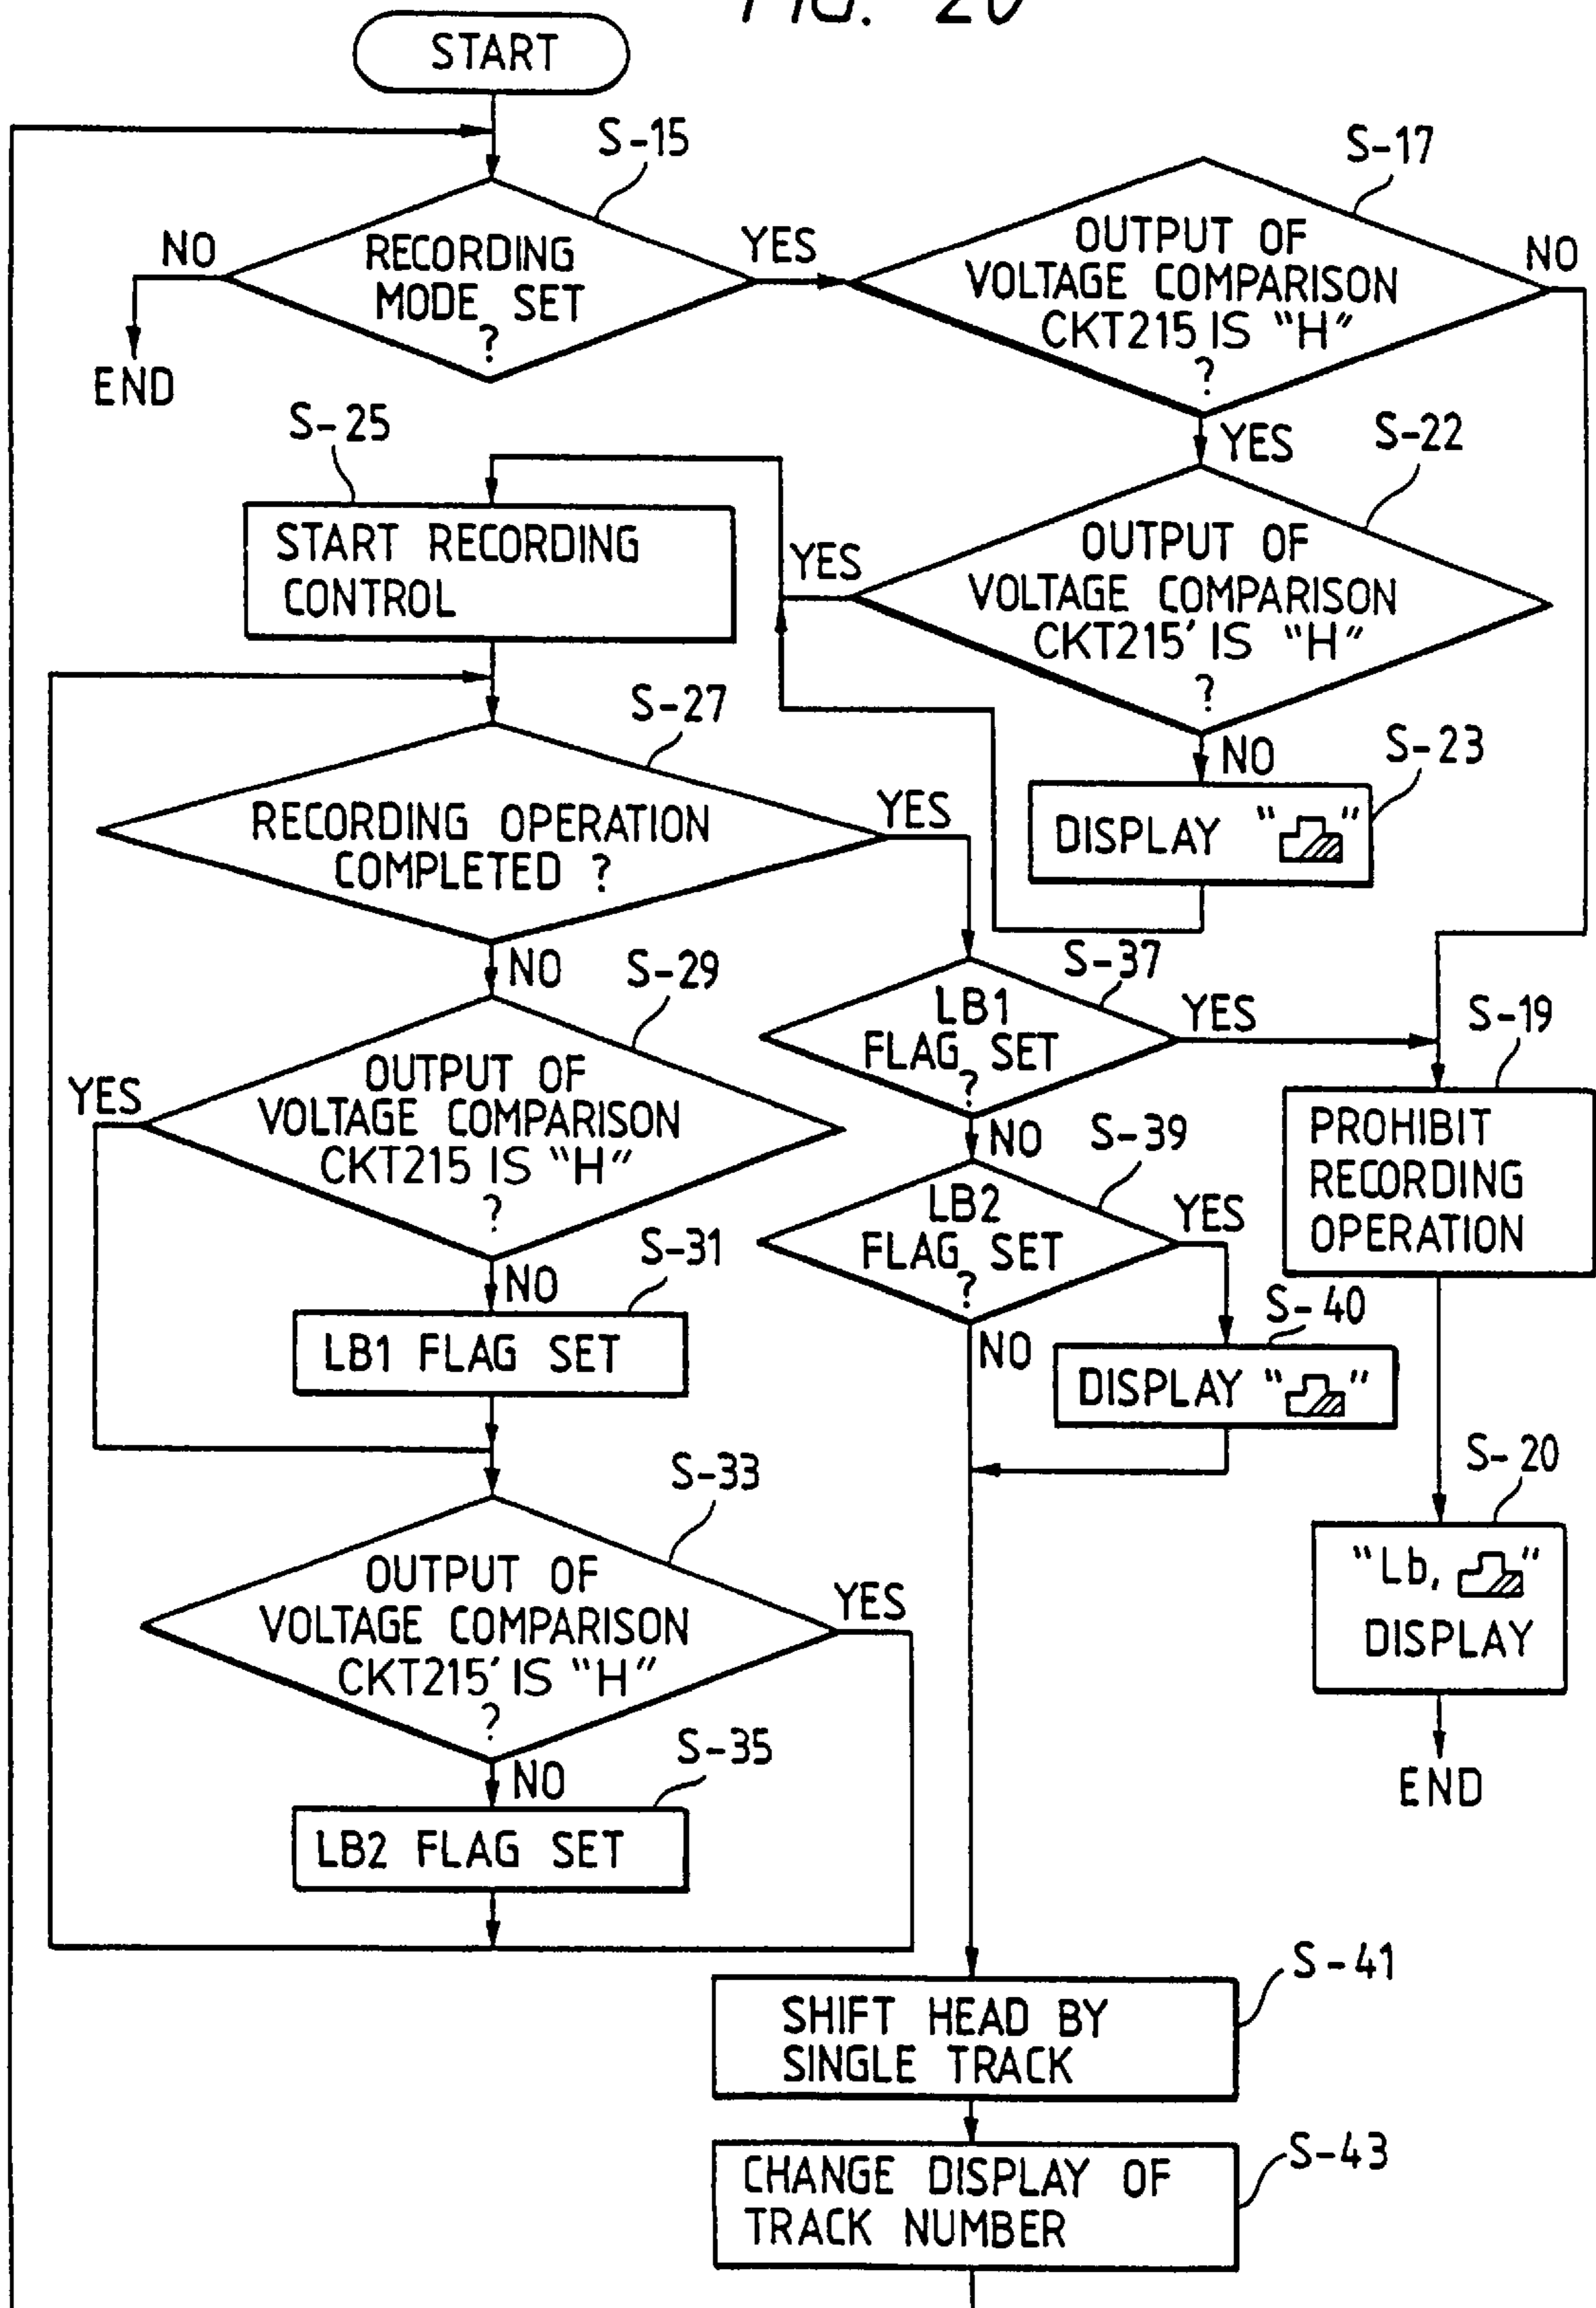 FIG. 20
START
S-15
RECORDING
MODE SET
?
NO
END
YES
S-17
OUTPUT OF
VOLTAGE COMPARISON
CKT215 IS "H"
?
NO
YES
S-22
OUTPUT OF
VOLTAGE COMPARISON
CKT215' IS "H"
?
YES
NO
S-23
DISPLAY " "
S-25
START RECORDING
CONTROL
S-27
RECORDING OPERATION
COMPLETED ?
YES
NO
S-29
OUTPUT OF
VOLTAGE COMPARISON
CKT215 IS "H"
?
YES
NO
S-31
LB1 FLAG SET
S-33
OUTPUT OF
VOLTAGE COMPARISON
CKT215' IS "H"
?
YES
NO
S-35
LB2 FLAG SET
S-37
LB1
FLAG SET
?
YES
NO
S-39
LB2
FLAG SET
?
YES
NO
S-40
DISPLAY " "
S-19
PROHIBIT
RECORDING
OPERATION
S-20
"Lb, "
DISPLAY
END
S-41
SHIFT HEAD BY
SINGLE TRACK
S-43
CHANGE DISPLAY OF
TRACK NUMBER